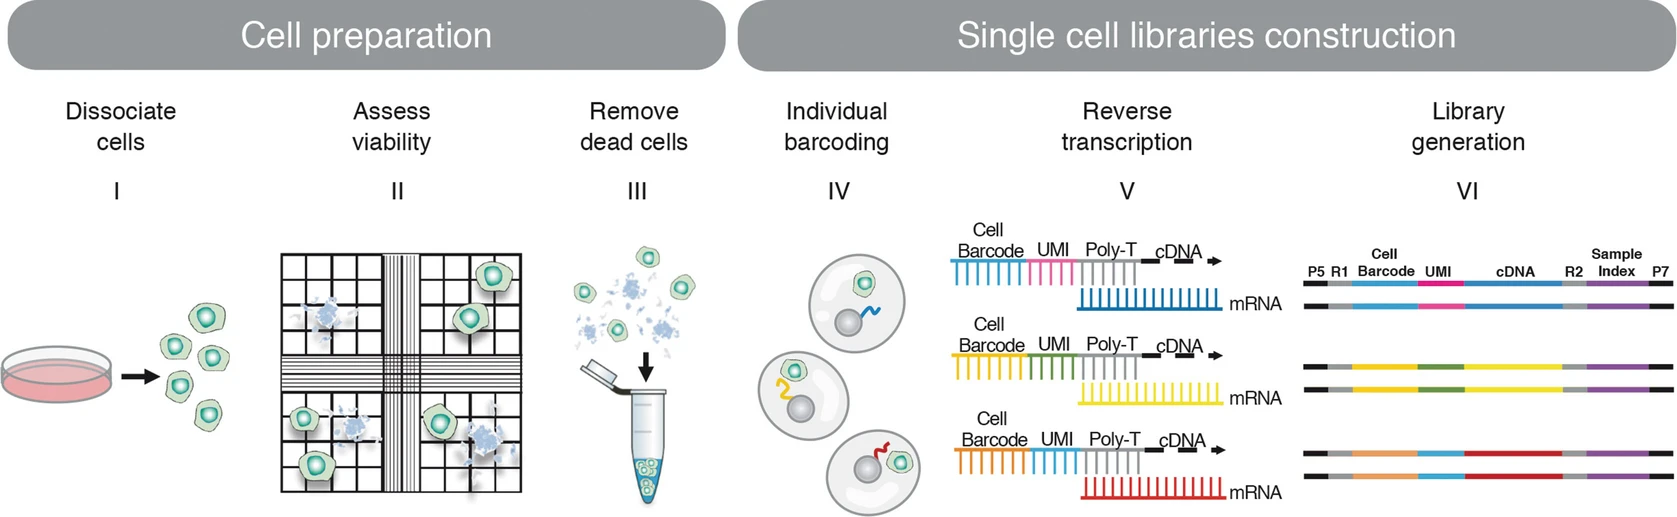 Cell preparation
Single cell libraries construction
Dissociate
cells
I
Assess
viability
II
Remove
dead cells
III
Individual
barcoding
IV
Reverse
transcription
V
Library
generation
VI
Cell
Barcode UMI Poly-T cDNA
mRNA
Cell
Barcode UMI Poly-T cDNA
mRNA
Cell
Barcode UMI Poly-T cDNA
mRNA
Cell Sample
P5 R1 Barcode UMI cDNA R2 Index P7